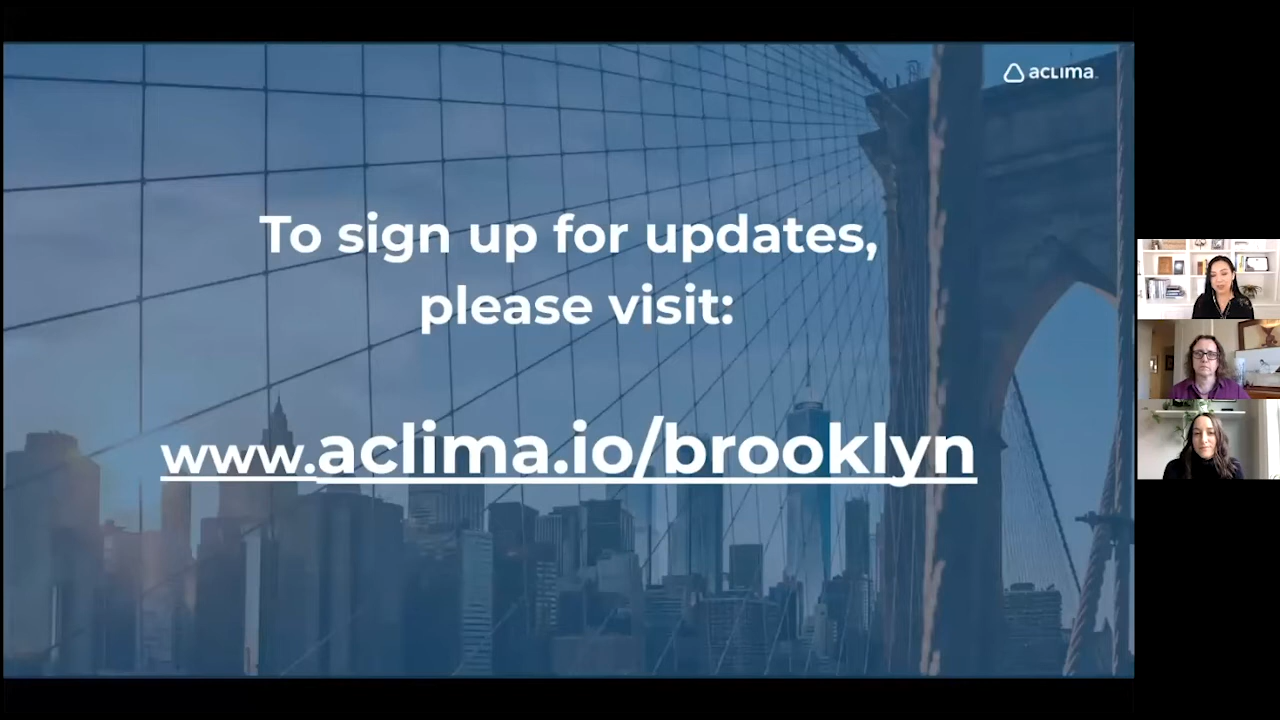 aclima
To sign up for updates,
please visit:
www.aclima.io/brooklyn